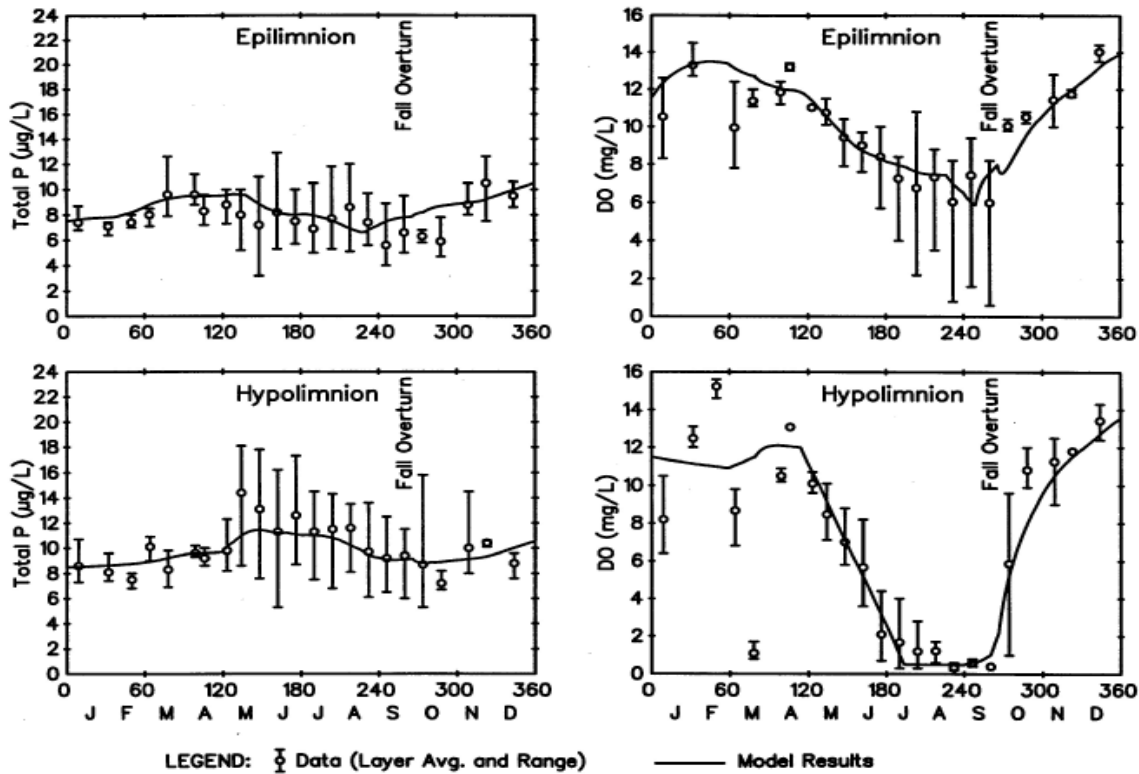 24
22
20
18
16
14
12
10
8
6
4
2
0
Total P (µg/L)
Epilimnion
Fall Overturn
0 60 120 180 240 300 360
16
14
12
10
8
6
4
2
0
DO (mg/L)
Epilimnion
Fall Overturn
0 60 120 180 240 300 360
24
22
20
18
16
14
12
10
8
6
4
2
0
Total P (µg/L)
Hypolimnion
Fall Overturn
0 60 120 180 240 300 360
J F M A M J J A S O N D
16
14
12
10
8
6
4
2
0
DO (mg/L)
Hypolimnion
Fall Overturn
0 60 120 180 240 300 360
J F M A M J J A S O N D
LEGEND: Data (Layer Avg. and Range) Model Results